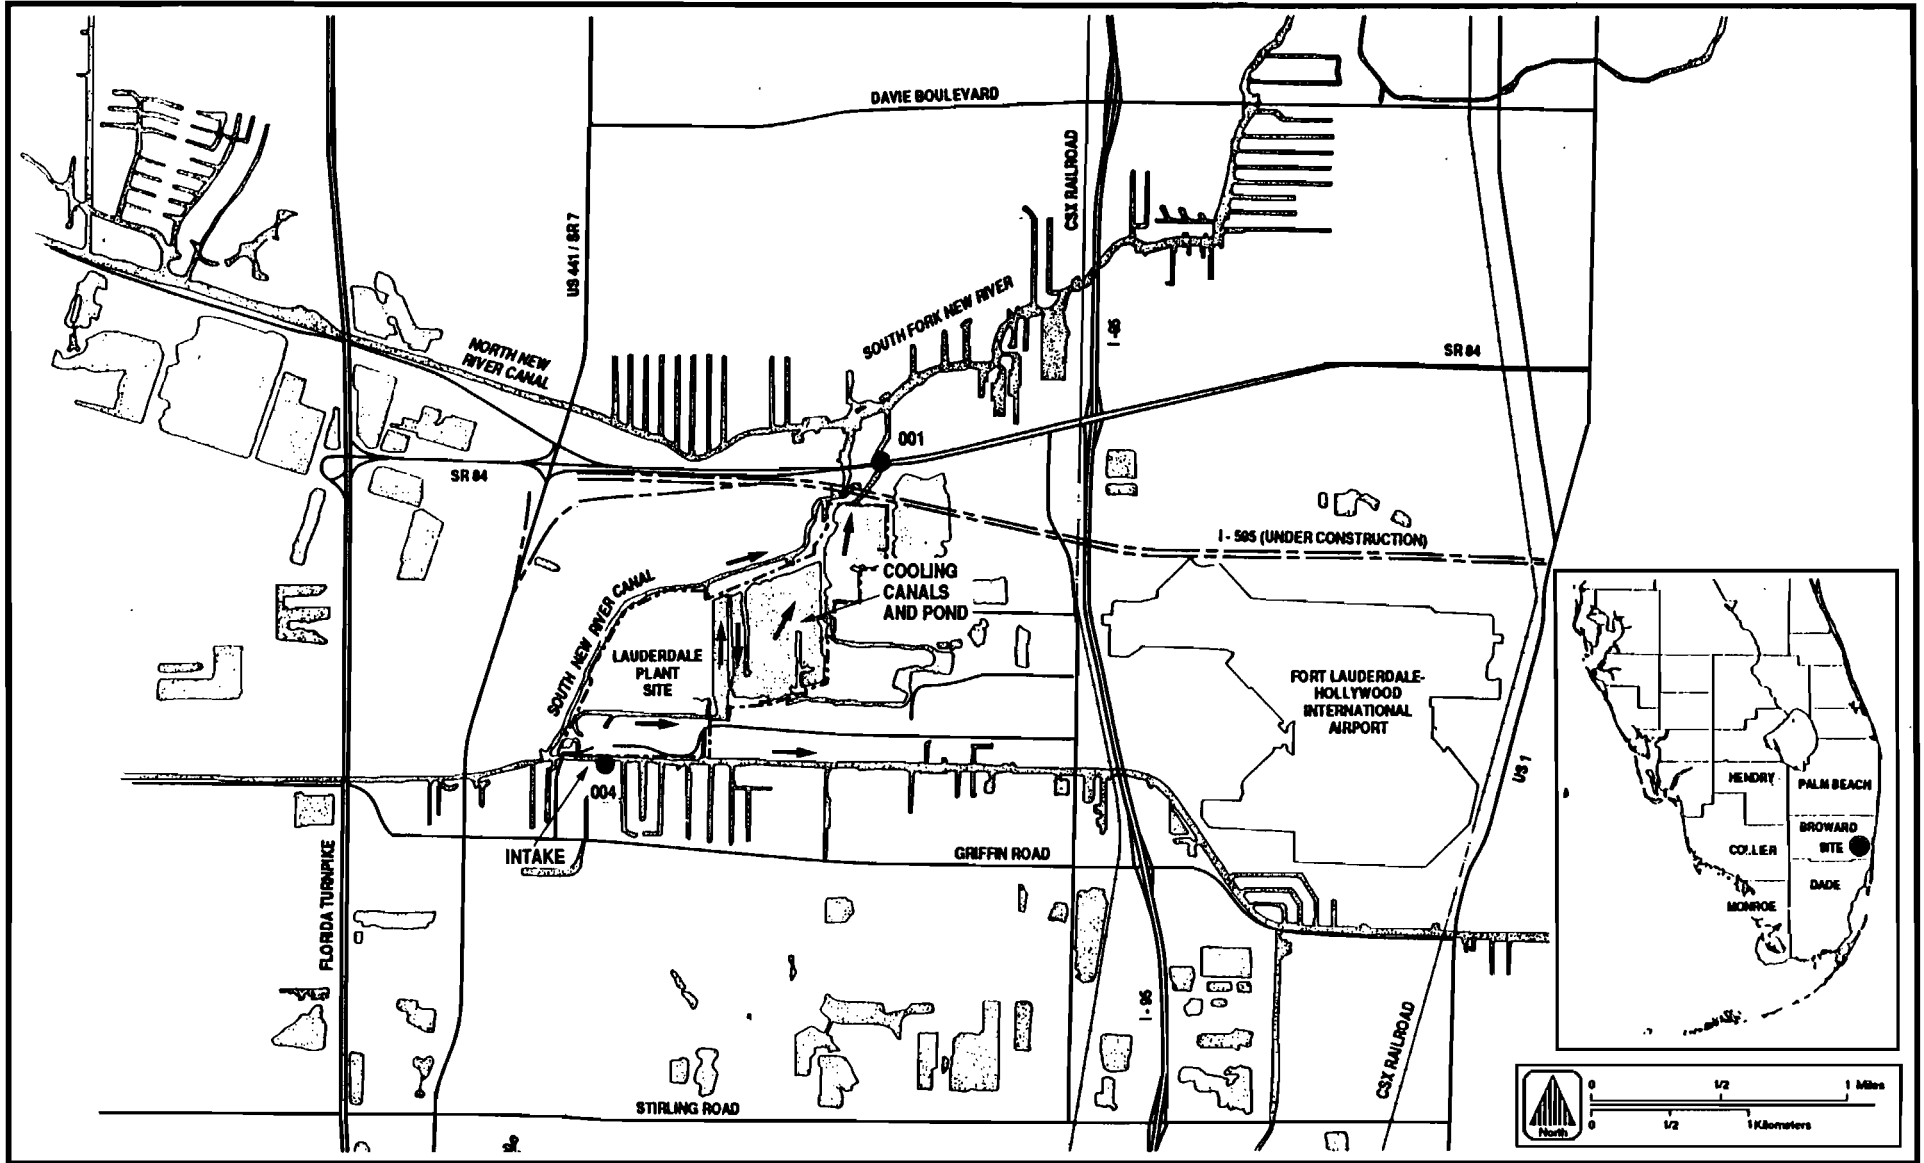 DAVIE BOULEVARD
CSX RAILROAD
US 441 / SR 7
SOUTH FORK NEW RIVER
I - 95
NORTH NEW
RIVER CANAL
SR 84
001
SR 84
I - 595 (UNDER CONSTRUCTION)
COOLING
CANALS
AND POND
SOUTH NEW RIVER CANAL
LAUDERDALE
PLANT
SITE
FORT LAUDERDALE-
HOLLYWOOD
INTERNATIONAL
AIRPORT
US 1
004
INTAKE
GRIFFIN ROAD
FLORIDA TURNPIKE
I - 95
CSX RAILROAD
STIRLING ROAD
HENDRY
PALM BEACH
BROWARD
SITE
COLLIER
DADE
MONROE
North
0 1/2 1 Miles
0 1/2 1 Kilometers